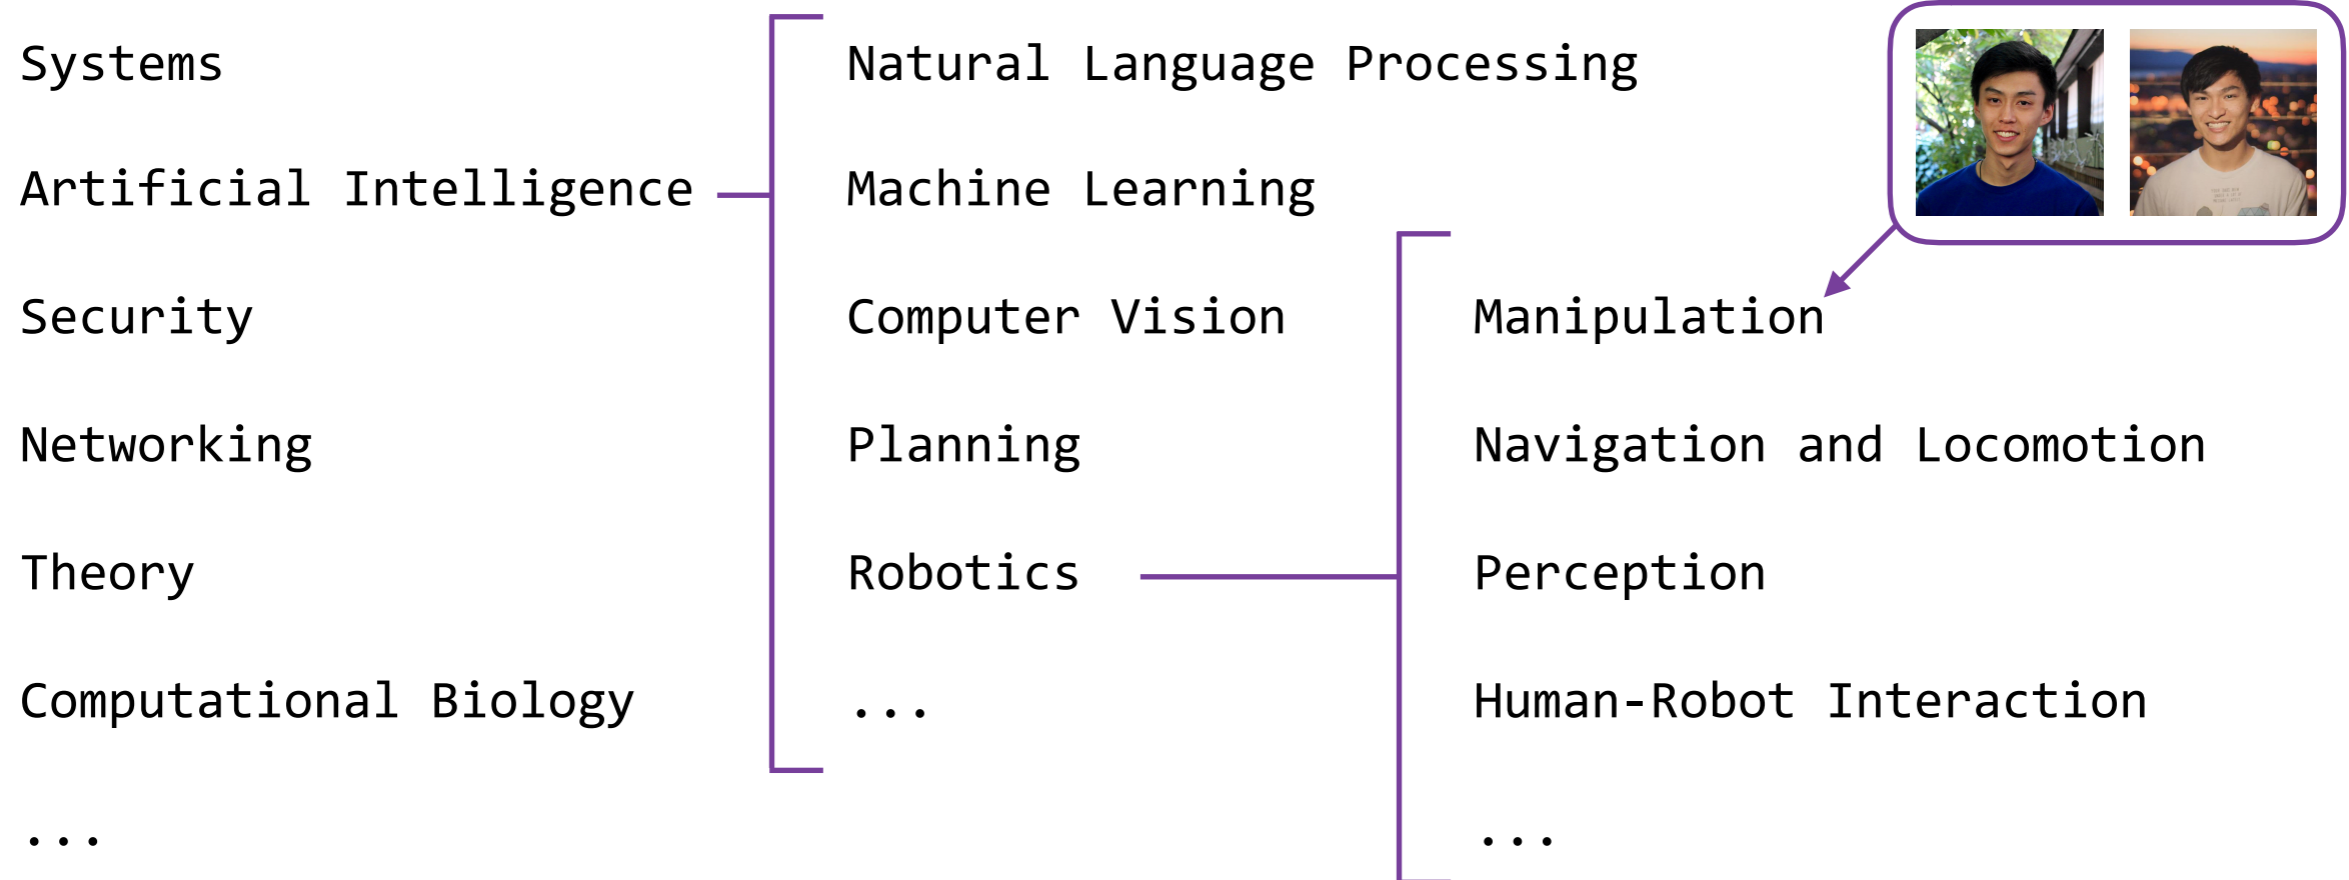 Systems
Artificial Intelligence
Security
Networking
Theory
Computational Biology
...
Natural Language Processing
Machine Learning
Computer Vision
Planning
Robotics
...
Manipulation
Navigation and Locomotion
Perception
Human-Robot Interaction
...